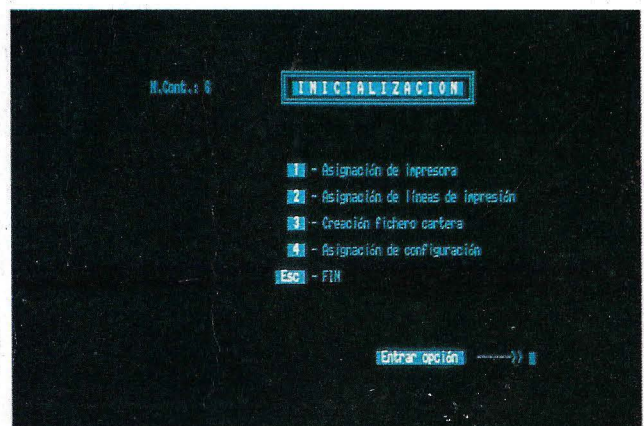 N.Cont.: 6
INICIALIZACION
1 - Asignación de impresora
2 - Asignación de líneas de impresión
3 - Creación fichero cartera
4 - Asignación de configuración
Esc - FIN
Entrar opción ----->>